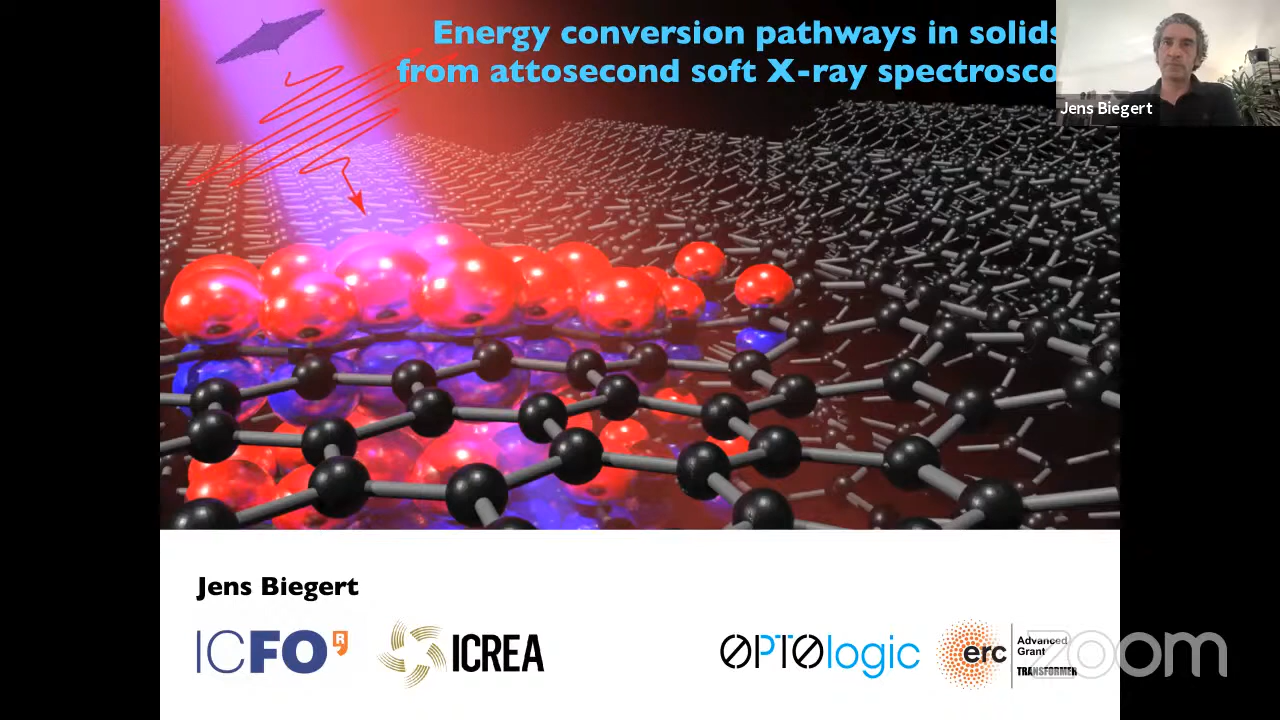 Energy conversion pathways in solids
from attosecond soft X-ray spectrosco
Jens Biegert
Jens Biegert
ICFO R
ICREA
OPTOlogic
erc
Advanced
Grant
TRANSFORMER
zoom